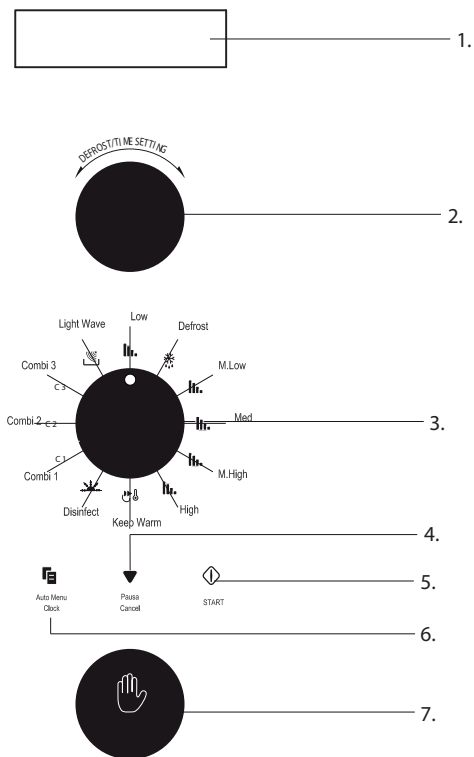 1.
DEFROST/TIME SETTING
2.
Low
Light Wave
Defrost
Combi 3
M.Low
C 3
Combi 2
C 2
Med
3.
C 1
Combi 1
M.High
Disinfect
High
Keep Warm
4.
5.
Auto Menu
Clock
Pausa
Cancel
START
6.
7.